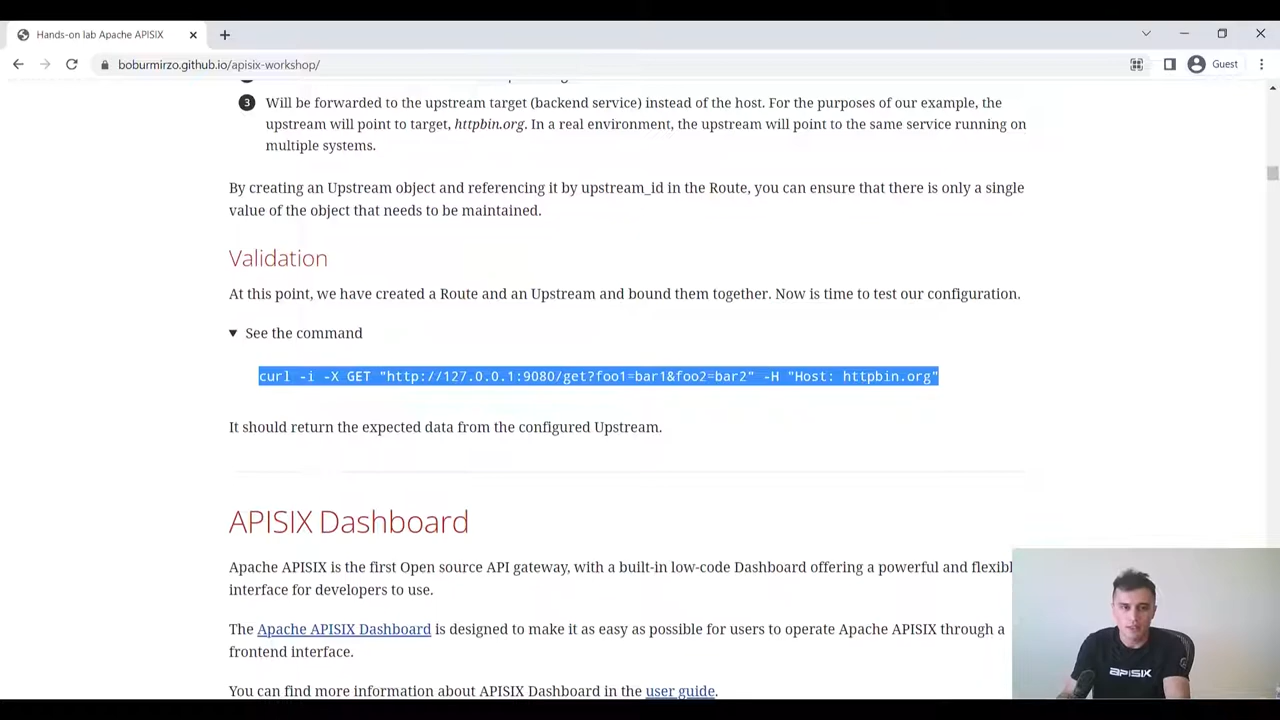 Hands-on lab Apache APISIX
boburmirzo.github.io/apisix-workshop/
Guest
3 Will be forwarded to the upstream target (backend service) instead of the host. For the purposes of our example, the
upstream will point to target, httpbin.org. In a real environment, the upstream will point to the same service running on
multiple systems.
By creating an Upstream object and referencing it by upstream_id in the Route, you can ensure that there is only a single
value of the object that needs to be maintained.
Validation
At this point, we have created a Route and an Upstream and bound them together. Now is time to test our configuration.
See the command
curl -i -X GET "http://127.0.0.1:9080/get?foo1=bar1&foo2=bar2" -H "Host: httpbin.org"
It should return the expected data from the configured Upstream.
APISIX Dashboard
Apache APISIX is the first Open source API gateway, with a built-in low-code Dashboard offering a powerful and flexibl
interface for developers to use.
The Apache APISIX Dashboard is designed to make it as easy as possible for users to operate Apache APISIX through a
frontend interface.
You can find more information about APISIX Dashboard in the user guide.
APISIX